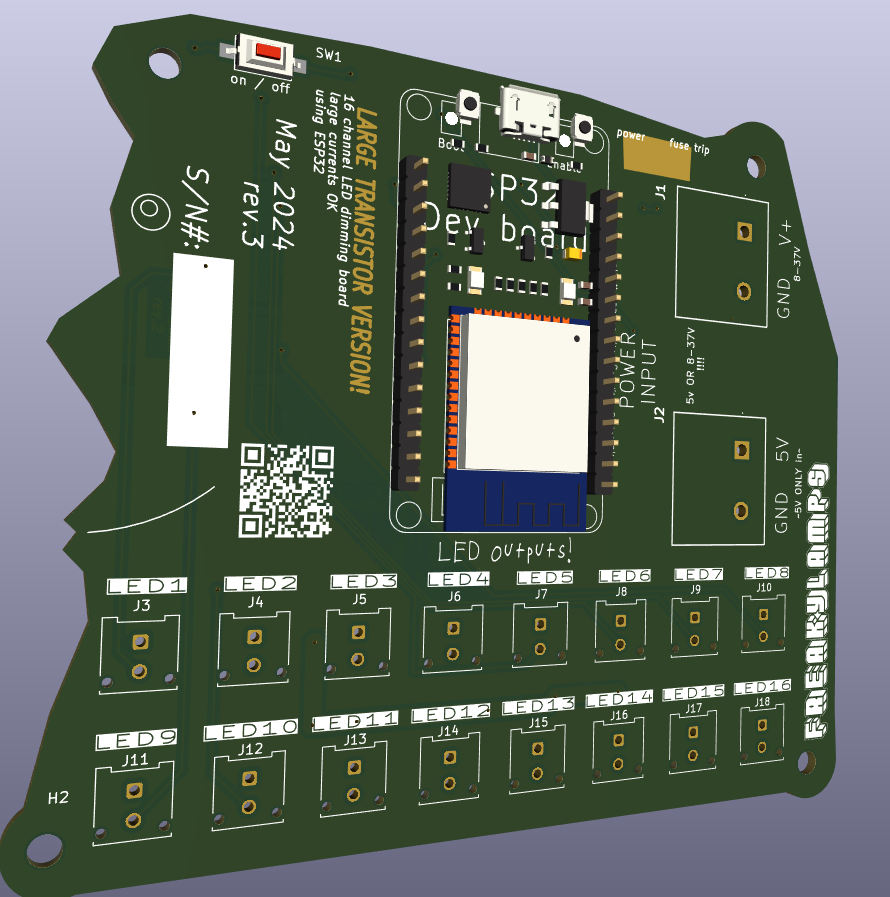 SW1
on / off
LARGE TRANSISTOR VERSION!
16 channel LED dimming board
large currents OK
using ESP32
May 2024
rev.3
S/N#:
power
fuse trip
SP32
Dev board
J1
V+
GND
8-37V
POWER
INPUT
5v OR 8-37V
!!!!
J2
5V
GND
-5V ONLY In-
LED outputs!
FREAKYLAMPS
LED1
LED2
LED3
LED4
LED5
LED6
LED7
LED8
J3
J4
J5
J6
J7
J8
J9
J10
LED9
LED10
LED11
LED12
LED13
LED14
LED15
LED16
J11
J12
J13
J14
J15
J16
J17
J18
H2